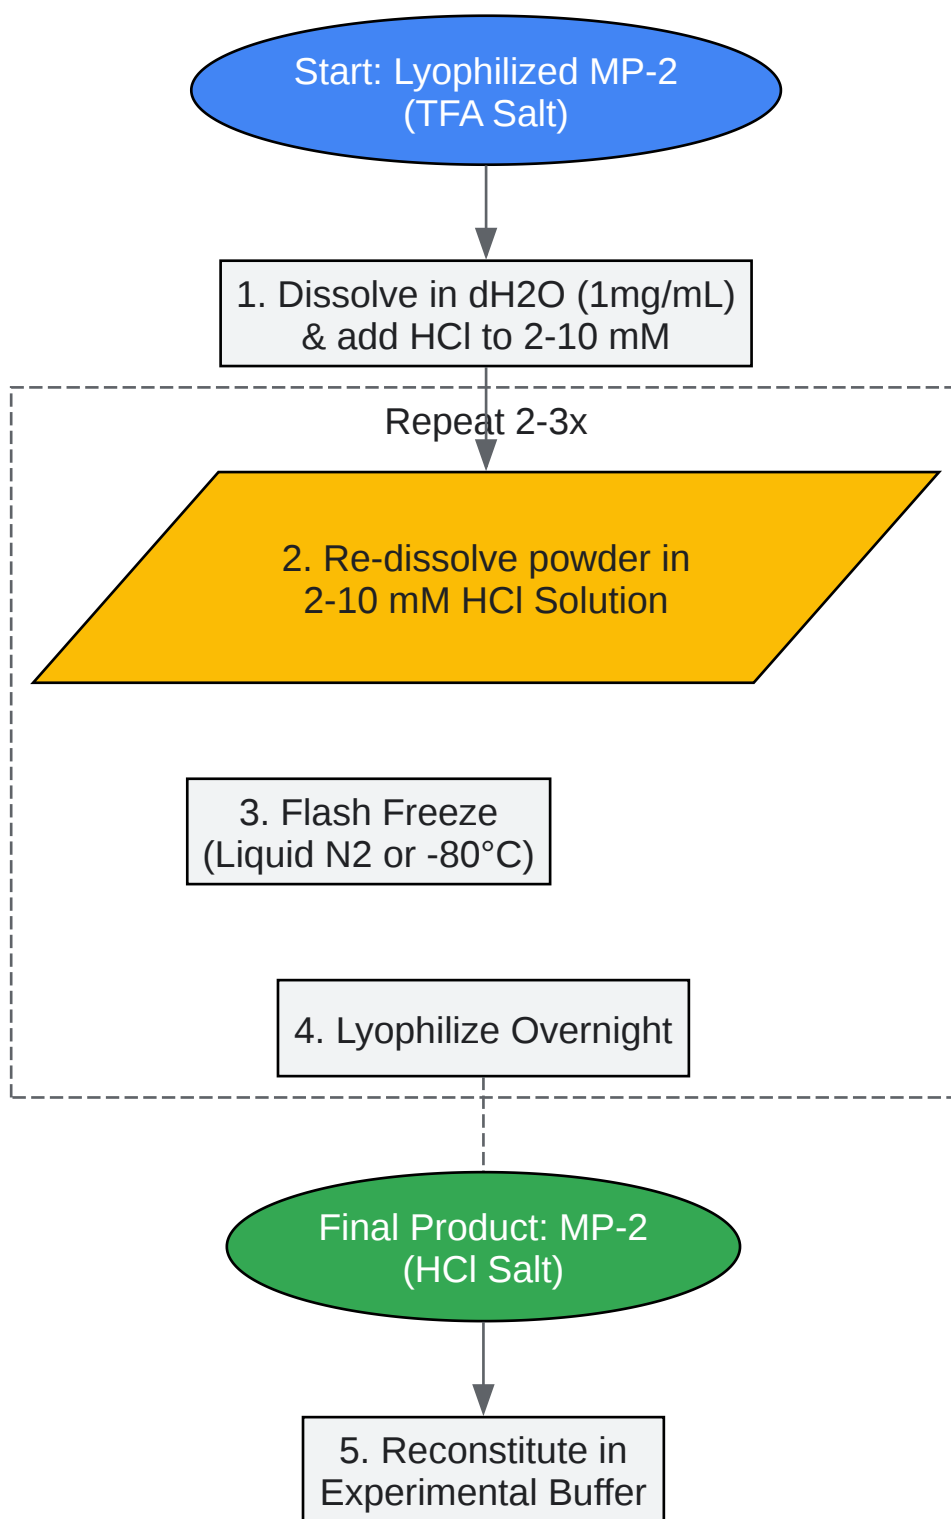 Start: Lyophilized MP-2
(TFA Salt)
1. Dissolve in dH2O (1mg/mL)
& add HCl to 2-10 mM
Repeat 2-3x
2. Re-dissolve powder in
2-10 mM HCl Solution
3. Flash Freeze
(Liquid N2 or -80°C)
4. Lyophilize Overnight
Final Product: MP-2
(HCl Salt)
5. Reconstitute in
Experimental Buffer